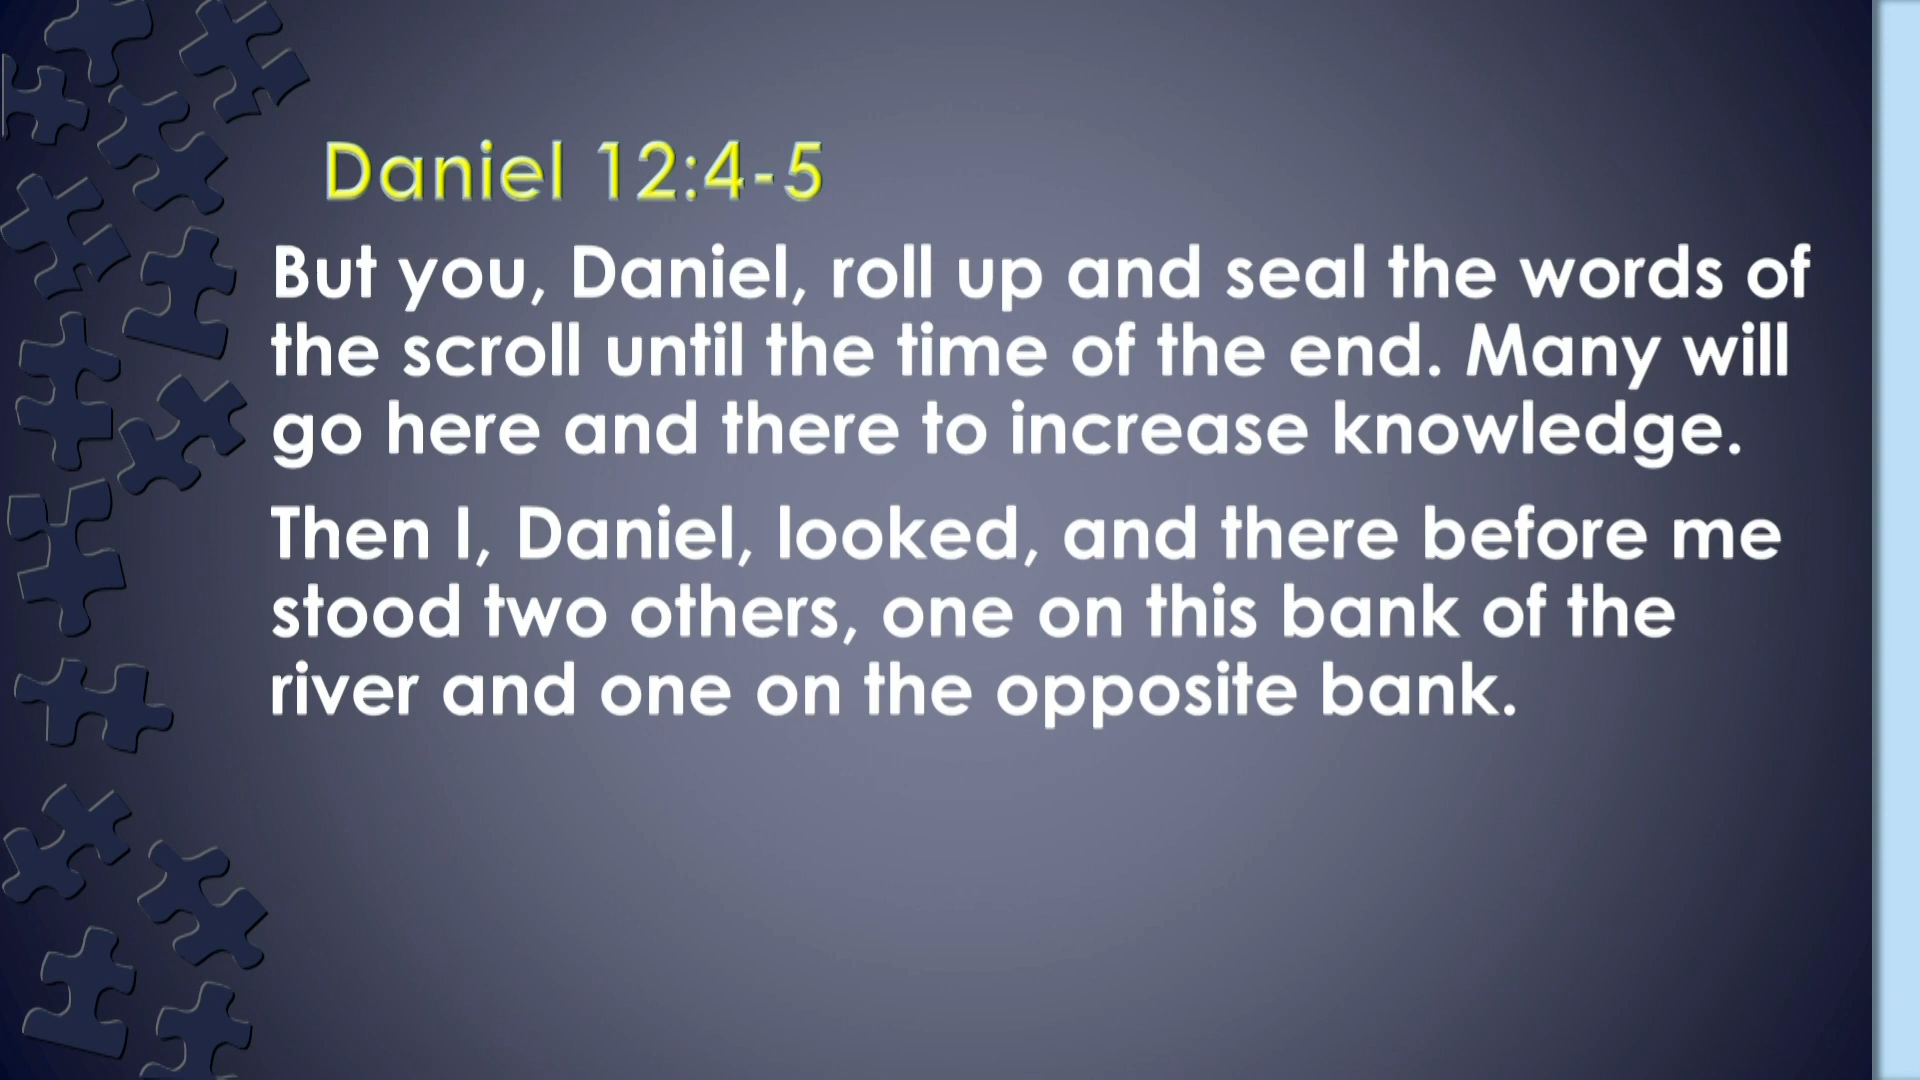 Daniel 12:4-5
But you, Daniel, roll up and seal the words of
the scroll until the time of the end. Many will
go here and there to increase knowledge.
Then I, Daniel, looked, and there before me
stood two others, one on this bank of the
river and one on the opposite bank.